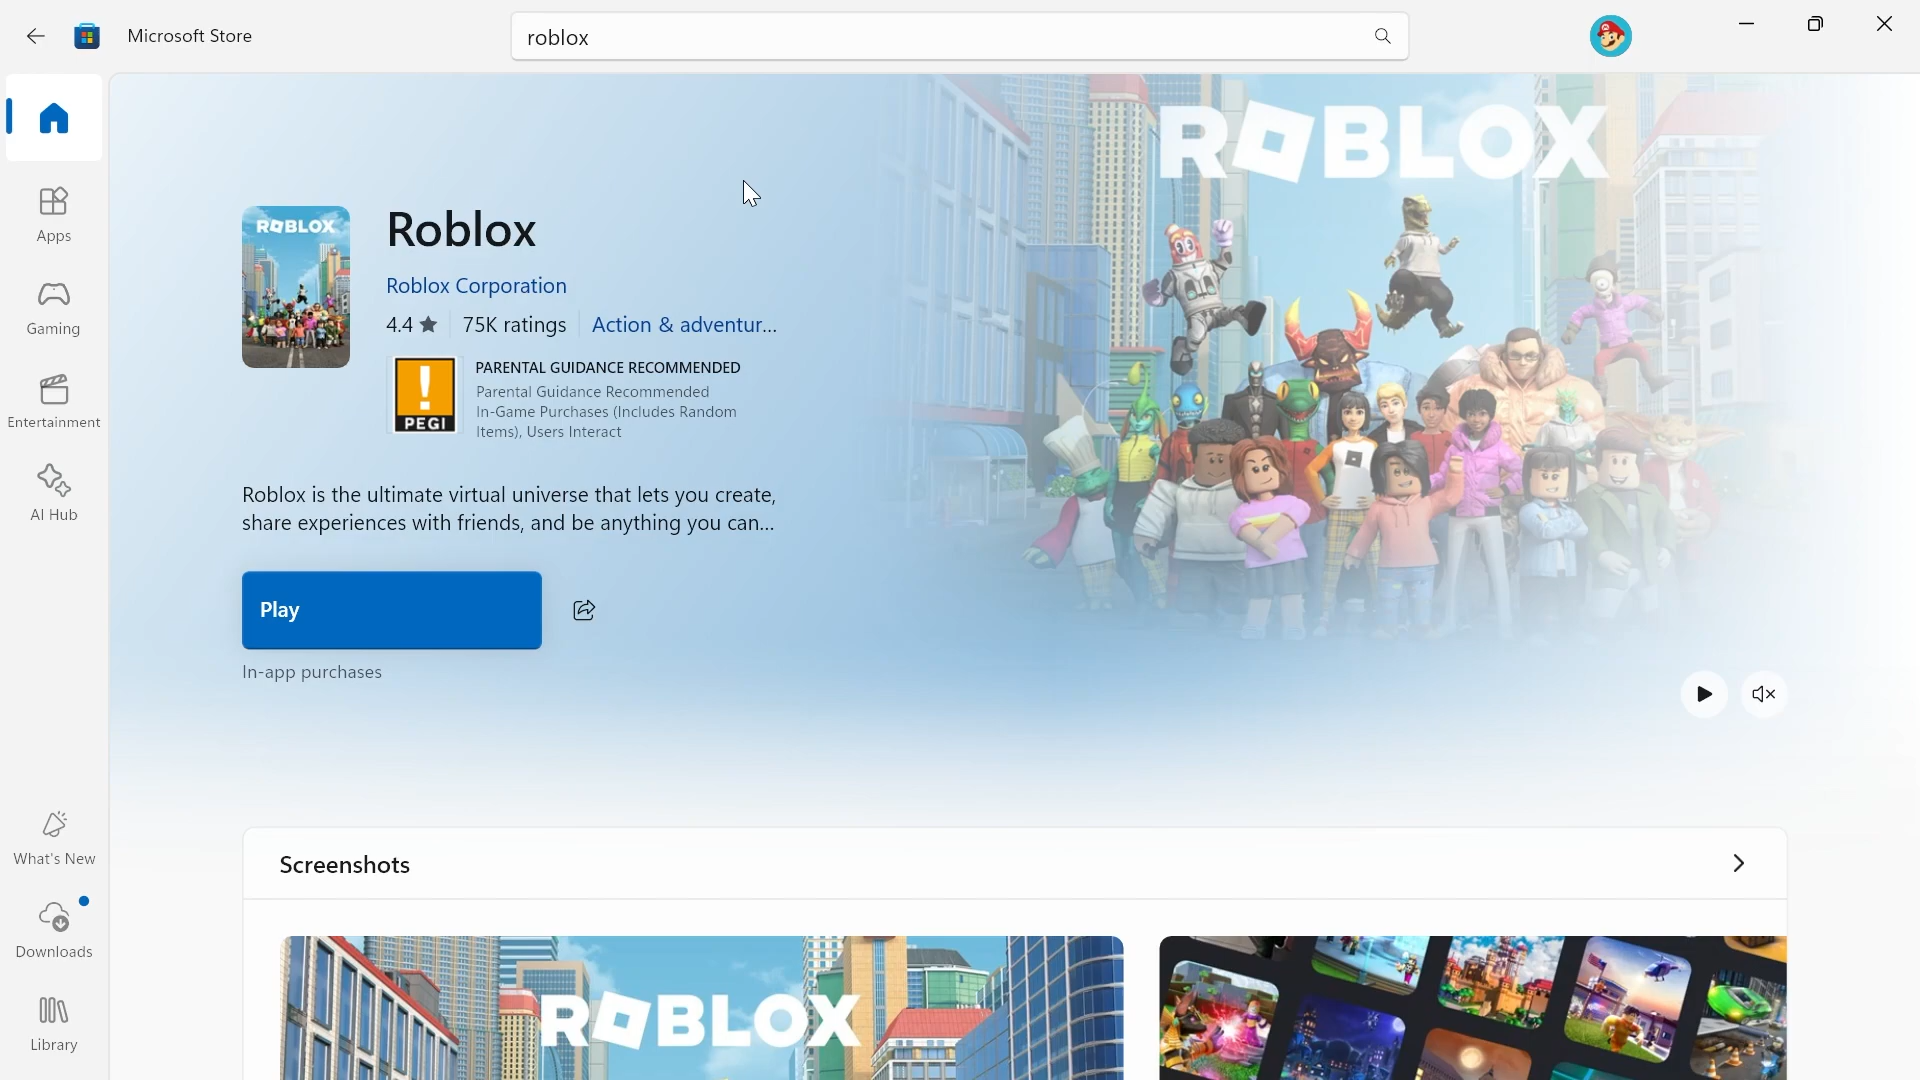 Microsoft Store
roblox
Apps
Gaming
Entertainment
AI Hub
What's New
Downloads
Library
ROBLOX
ROBLOX
Roblox
Roblox Corporation
4.4 ★ 75K ratings Action & adventur...
PEGI
PARENTAL GUIDANCE RECOMMENDED
Parental Guidance Recommended
In-Game Purchases (Includes Random
Items), Users Interact
Roblox is the ultimate virtual universe that lets you create,
share experiences with friends, and be anything you can...
Play
In-app purchases
Screenshots
ROBLOX